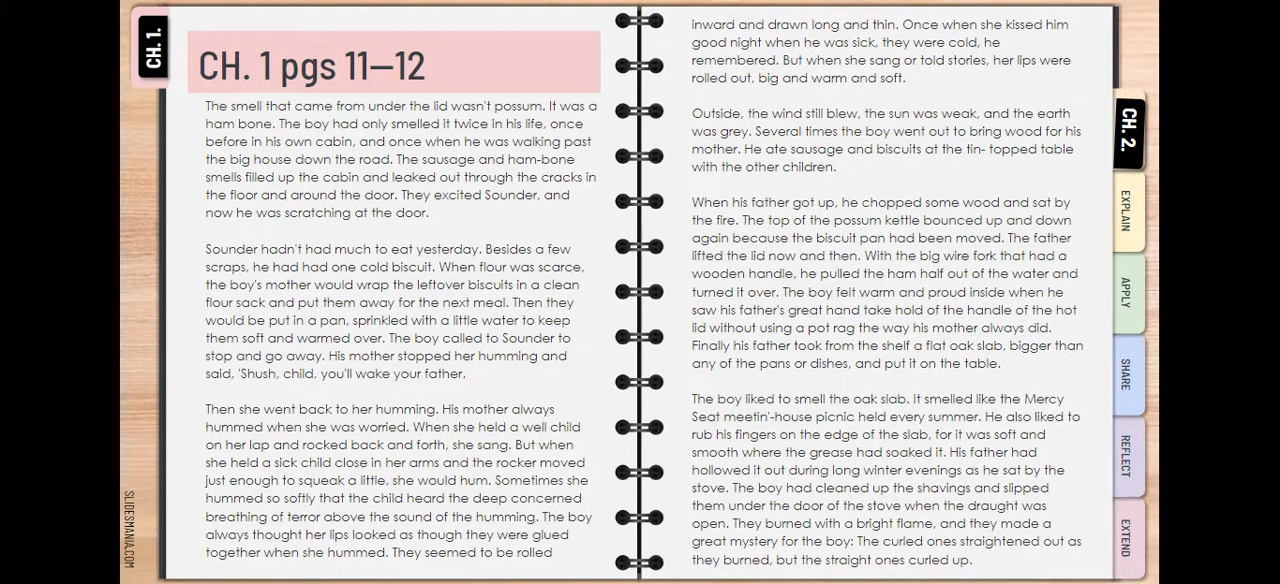 CH. 1.
CH. 1 pgs 11–12
The smell that came from under the lid wasn't possum. It was a
ham bone. The boy had only smelled it twice in his life, once
before in his own cabin, and once when he was walking past
the big house down the road. The sausage and ham-bone
smells filled up the cabin and leaked out through the cracks in
the floor and around the door. They excited Sounder, and
now he was scratching at the door.
Sounder hadn't had much to eat yesterday. Besides a few
scraps, he had had one cold biscuit. When flour was scarce,
the boy's mother would wrap the leftover biscuits in a clean
flour sack and put them away for the next meal. Then they
would be put in a pan, sprinkled with a little water to keep
them soft and warmed over. The boy called to Sounder to
stop and go away. His mother stopped her humming and
said, 'Shush, child, you'll wake your father.
Then she went back to her humming. His mother always
hummed when she was worried. When she held a well child
on her lap and rocked back and forth, she sang. But when
she held a sick child close in her arms and the rocker moved
just enough to squeak a little, she would hum. Sometimes she
hummed so softly that the child heard the deep concerned
breathing of terror above the sound of the humming. The boy
always thought her lips looked as though they were glued
together when she hummed. They seemed to be rolled
inward and drawn long and thin. Once when she kissed him
good night when he was sick, they were cold, he
remembered. But when she sang or told stories, her lips were
rolled out, big and warm and soft.
Outside, the wind still blew, the sun was weak, and the earth
was grey. Several times the boy went out to bring wood for his
mother. He ate sausage and biscuits at the tin- topped table
with the other children.
When his father got up, he chopped some wood and sat by
the fire. The top of the possum kettle bounced up and down
again because the biscuit pan had been moved. The father
lifted the lid now and then. With the big wire fork that had a
wooden handle, he pulled the ham half out of the water and
turned it over. The boy felt warm and proud inside when he
saw his father's great hand take hold of the handle of the hot
lid without using a pot rag the way his mother always did.
Finally his father took from the shelf a flat oak slab, bigger than
any of the pans or dishes, and put it on the table.
The boy liked to smell the oak slab. It smelled like the Mercy
Seat meetin'-house picnic held every summer. He also liked to
rub his fingers on the edge of the slab, for it was soft and
smooth where the grease had soaked it. His father had
hollowed it out during long winter evenings as he sat by the
stove. The boy had cleaned up the shavings and slipped
them under the door of the stove when the draught was
open. They burned with a bright flame, and they made a
great mystery for the boy: The curled ones straightened out as
they burned, but the straight ones curled up.
CH. 2.
EXPLAIN
APPLY
SHARE
REFLECT
EXTEND
SLIDESMANIA.COM